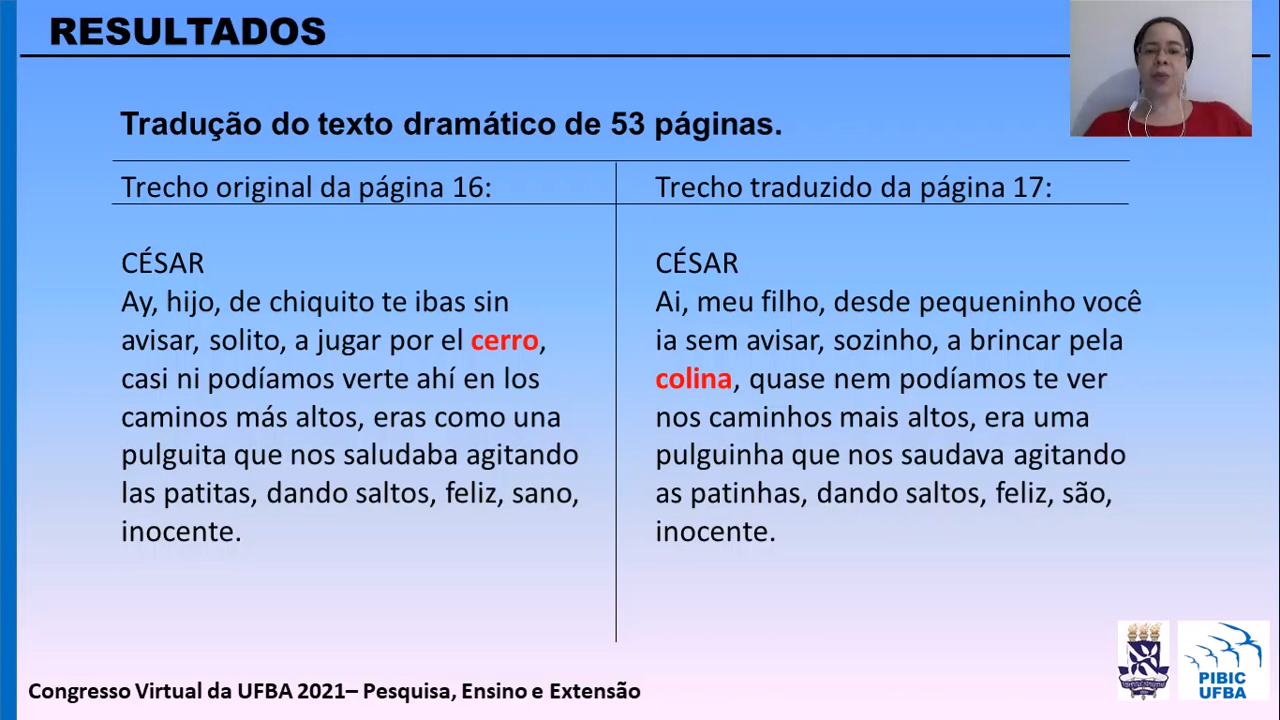 RESULTADOS
Tradução do texto dramático de 53 páginas.
Trecho original da página 16:
CÉSAR
Ay, hijo, de chiquito te ibas sin
avisar, solito, a jugar por el cerro,
casi ni podíamos verte ahí en los
caminos más altos, eras como una
pulguita que nos saludaba agitando
las patitas, dando saltos, feliz, sano,
inocente.
Trecho traduzido da página 17:
CÉSAR
Ai, meu filho, desde pequeninho você
ia sem avisar, sozinho, a brincar pela
colina, quase nem podíamos te ver
nos caminhos mais altos, era uma
pulguinha que nos saudava agitando
as patinhas, dando saltos, feliz, são,
inocente.
Congresso Virtual da UFBA 2021– Pesquisa, Ensino e Extensão
PIBIC
UFBA